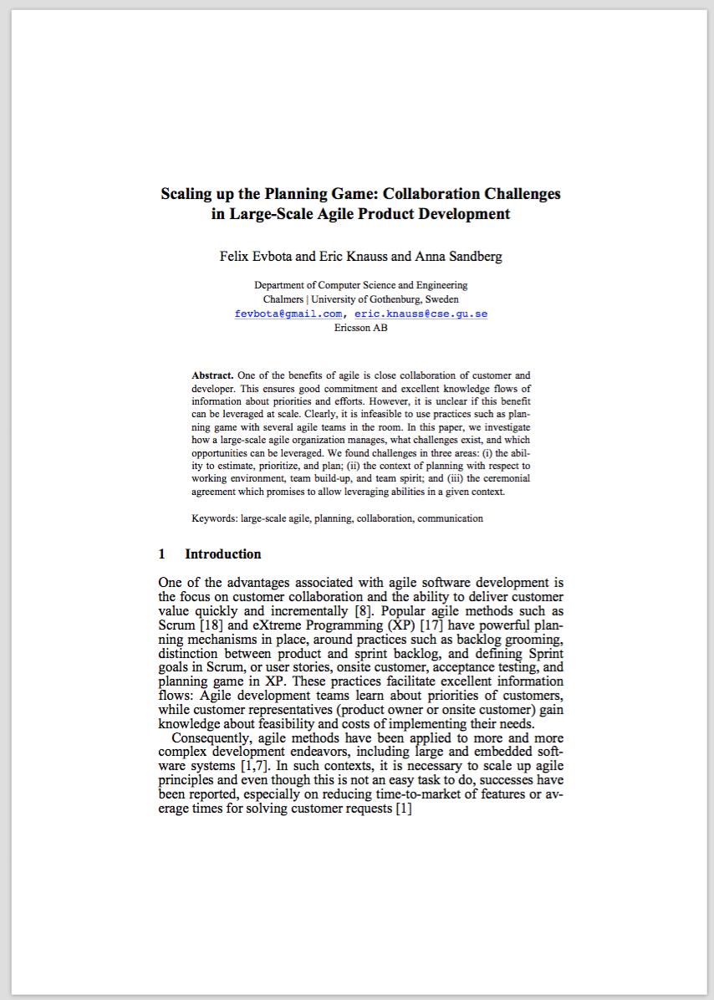 Scaling up the Planning Game: Collaboration Challenges
in Large-Scale Agile Product Development
Felix Evbota and Eric Knauss and Anna Sandberg
Department of Computer Science and Engineering
Chalmers | University of Gothenburg, Sweden
fevbota@gmail.com, eric.knauss@cse.gu.se
Ericsson AB
Abstract. One of the benefits of agile is close collaboration of customer and
developer. This ensures good commitment and excellent knowledge flows of
information about priorities and efforts. However, it is unclear if this benefit
can be leveraged at scale. Clearly, it is infeasible to use practices such as plan-
ning game with several agile teams in the room. In this paper, we investigate
how a large-scale agile organization manages, what challenges exist, and which
opportunities can be leveraged. We found challenges in three areas: (i) the abil-
ity to estimate, prioritize, and plan; (ii) the context of planning with respect to
working environment, team build-up, and team spirit; and (iii) the ceremonial
agreement which promises to allow leveraging abilities in a given context.
Keywords: large-scale agile, planning, collaboration, communication
1 Introduction
One of the advantages associated with agile software development is
the focus on customer collaboration and the ability to deliver customer
value quickly and incrementally [8]. Popular agile methods such as
Scrum [18] and eXtreme Programming (XP) [17] have powerful plan-
ning mechanisms in place, around practices such as backlog grooming,
distinction between product and sprint backlog, and defining Sprint
goals in Scrum, or user stories, onsite customer, acceptance testing, and
planning game in XP. These practices facilitate excellent information
flows: Agile development teams learn about priorities of customers,
while customer representatives (product owner or onsite customer) gain
knowledge about feasibility and costs of implementing their needs.
Consequently, agile methods have been applied to more and more
complex development endeavors, including large and embedded soft-
ware systems [1,7]. In such contexts, it is necessary to scale up agile
principles and even though this is not an easy task to do, successes have
been reported, especially on reducing time-to-market of features or av-
erage times for solving customer requests [1]